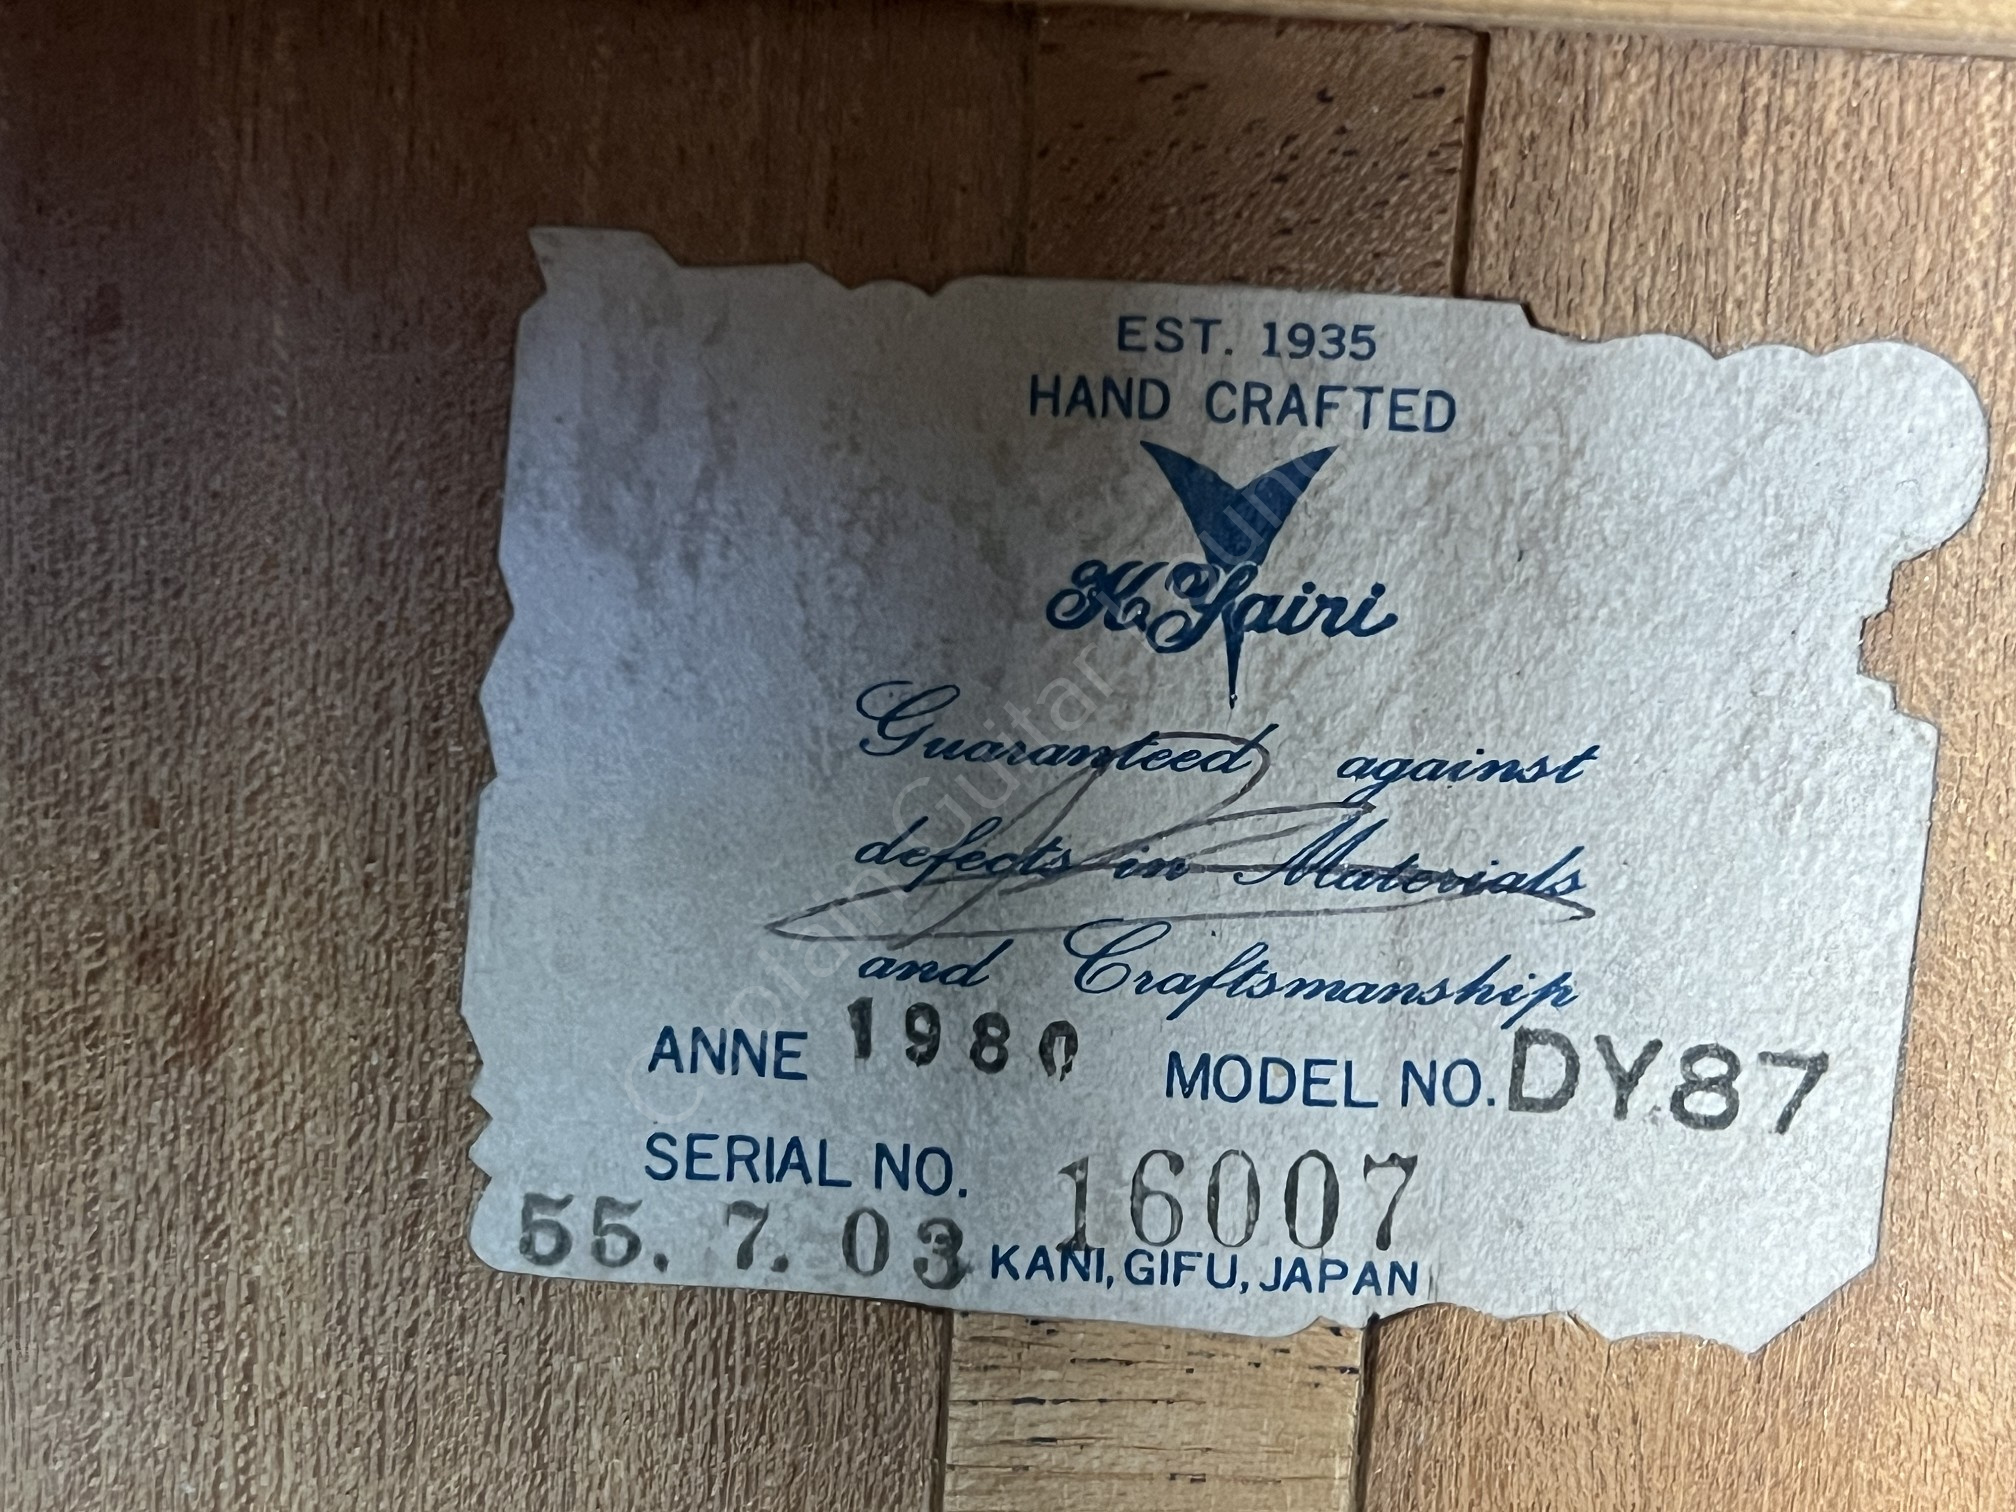 EST. 1935
HAND CRAFTED
K.Yairi
Guaranteed against
defects in Materials
and Craftsmanship
ANNE 1980 MODEL NO. DY87
SERIAL NO. 16007
55. 7. 03 KANI, GIFU, JAPAN